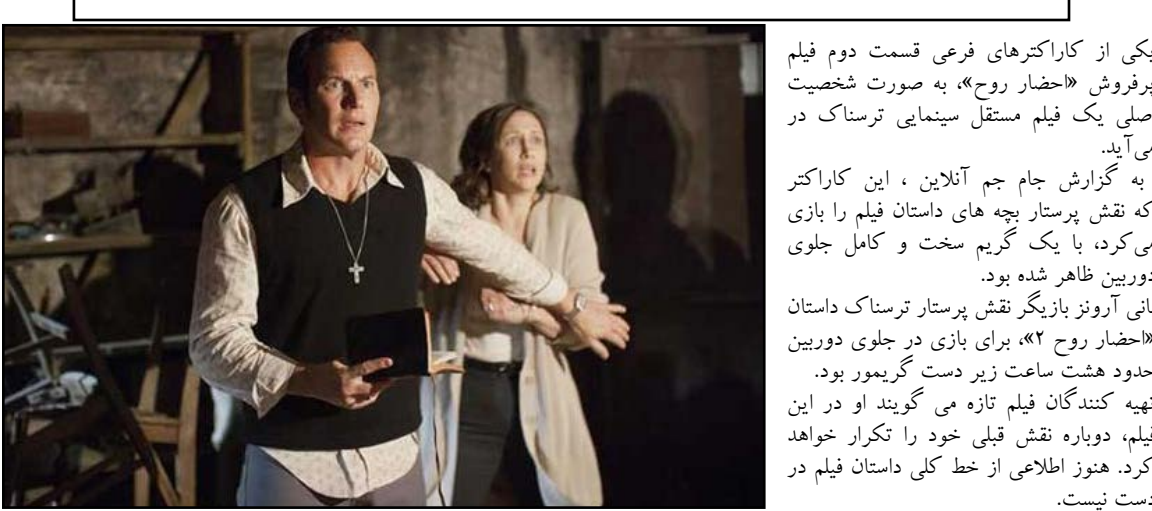 یکی از کاراکترهای فرعی قسمت دوم فیلم
پرفروش «احضار روح»، به صورت شخصیت
اصلی یک فیلم مستقل سینمایی ترسناک در
می‌آید.
به گزارش جام جم آنلاین ، این کاراکتر
که نقش پرستار بچه های داستان فیلم را بازی
می‌کرد، با یک گریم سخت و کامل جلوی
دوربین ظاهر شده بود.
بانی آرونز بازیگر نقش پرستار ترسناک داستان
«احضار روح ۲»، برای بازی در جلوی دوربین
حدود هشت ساعت زیر دست گریمور بود.
تهیه کنندگان فیلم تازه می گویند او در این
فیلم، دوباره نقش قبلی خود را تکرار خواهد
کرد. هنوز اطلاعی از خط کلی داستان فیلم در
دست نیست.